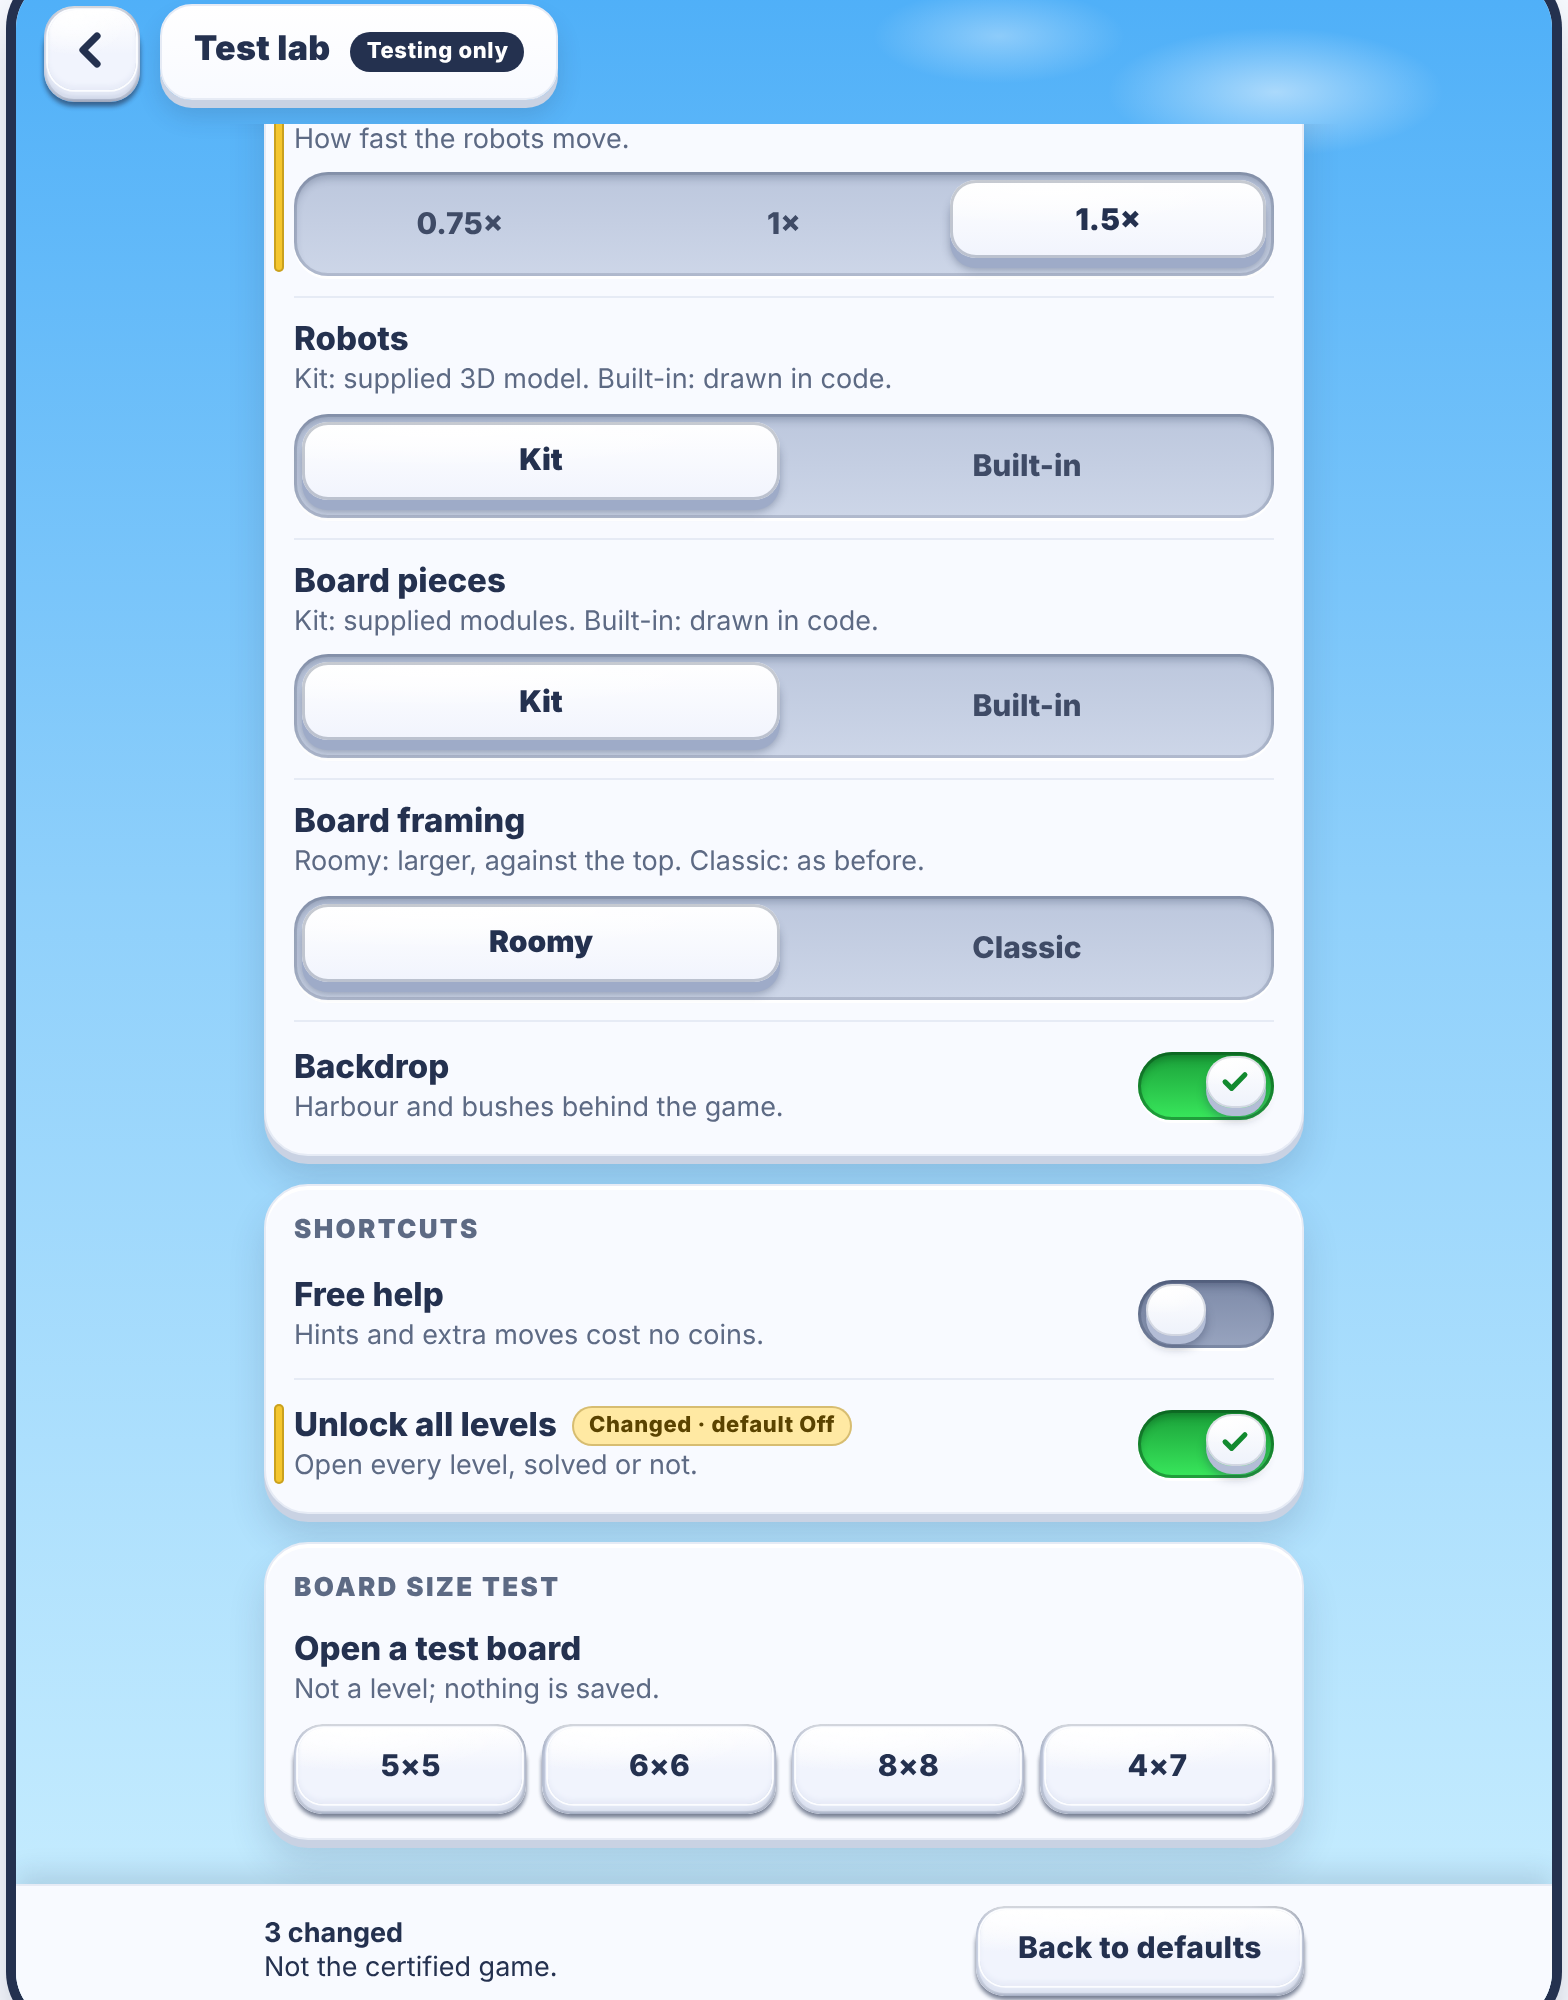 Test lab Testing only
How fast the robots move.
0.75× 1× 1.5×
Robots
Kit: supplied 3D model. Built-in: drawn in code.
Kit Built-in
Board pieces
Kit: supplied modules. Built-in: drawn in code.
Kit Built-in
Board framing
Roomy: larger, against the top. Classic: as before.
Roomy Classic
Backdrop
Harbour and bushes behind the game.
SHORTCUTS
Free help
Hints and extra moves cost no coins.
Unlock all levels Changed · default Off
Open every level, solved or not.
BOARD SIZE TEST
Open a test board
Not a level; nothing is saved.
5×5 6×6 8×8 4×7
3 changed
Not the certified game.
Back to defaults